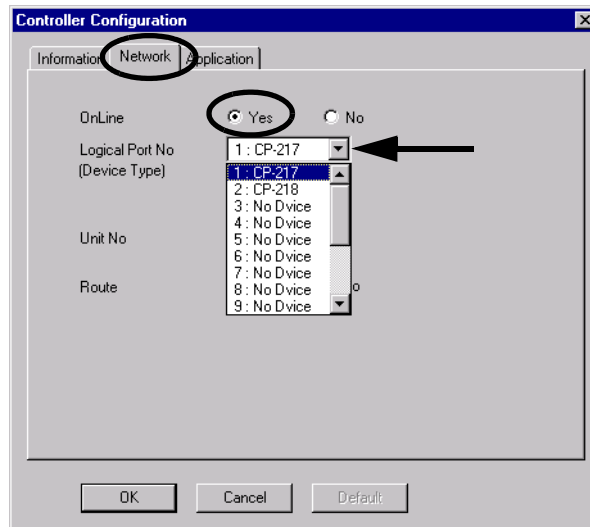 Controller Configuration
Information Network Application
OnLine Yes No
Logical Port No 1 : CP-217
(Device Type)
1 : CP-217
2 : CP-218
3 : No Dvice
4 : No Dvice
5 : No Dvice
Unit No
6 : No Dvice
7 : No Dvice
Route
8 : No Dvice
9 : No Dvice
OK Cancel Default